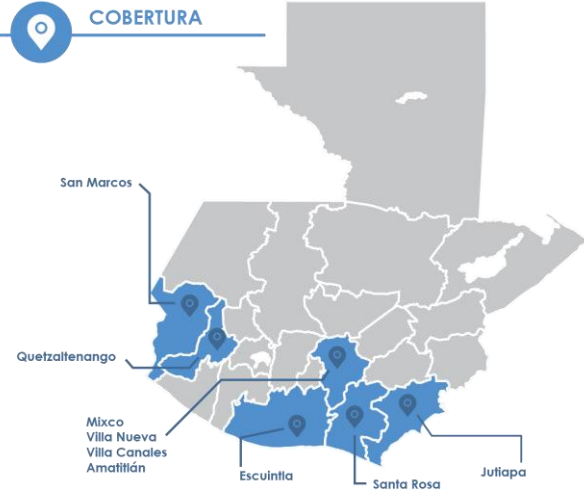 COBERTURA
San Marcos
Quetzaltenango
Mixco
Villa Nueva
Villa Canales
Amatitlán
Escuintla
Santa Rosa
Jutiapa